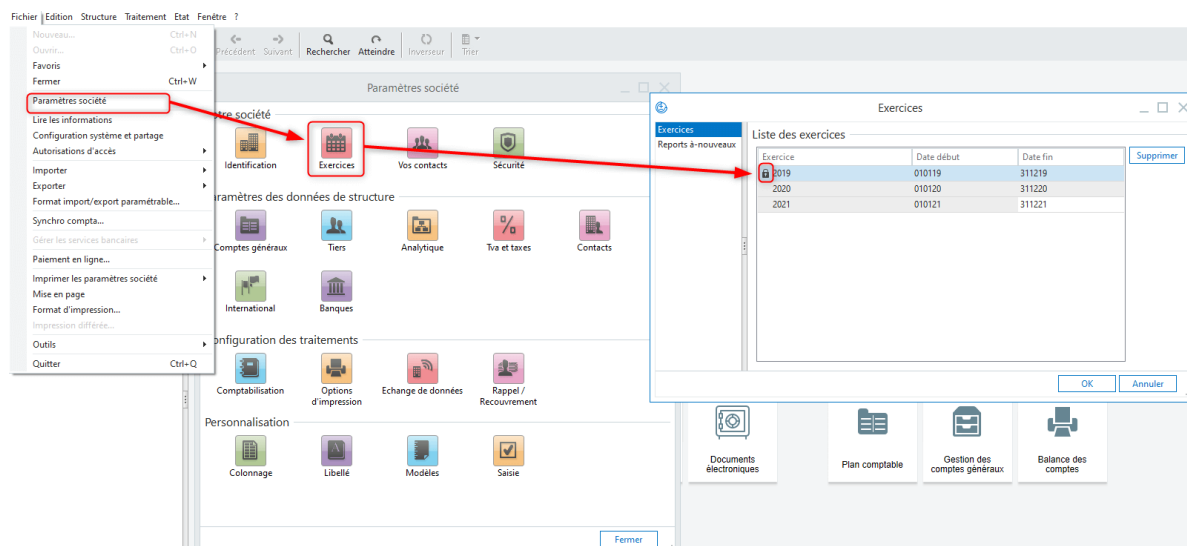 Fichier Edition Structure Traitement Etat Fenêtre ?
Nouveau... Ctrl+N
Ouvrir... Ctrl+O
Favoris
Fermer Ctrl+W
Paramètres société
Lire les informations
Configuration système et partage
Autorisations d'accès
Importer
Exporter
Format import/export paramétrable...
Synchro compta...
Gérer les services bancaires
Paiement en ligne...
Imprimer les paramètres société
Mise en page
Format d'impression...
Impression différée...
Outils
Quitter Ctrl+Q
Précédent Suivant Rechercher Atteindre Inverseur Trier
Paramètres société
otre société
Identification Exercices Vos contacts Sécurité
aramètres des données de structure
Comptes généraux Tiers Analytique Tva et taxes Contacts
International Banques
onfiguration des traitements
Comptabilisation Options d'impression Echange de données Rappel / Recouvrement
Personnalisation
Colonnage Libellé Modèles Saisie
Fermer
Exercices
Exercices
Reports à-nouveaux
Liste des exercices
Exercice Date début Date fin
2019 010119 311219
2020 010120 311220
2021 010121 311221
Supprimer
OK Annuler
Documents électroniques
Plan comptable
Gestion des comptes généraux
Balance des comptes